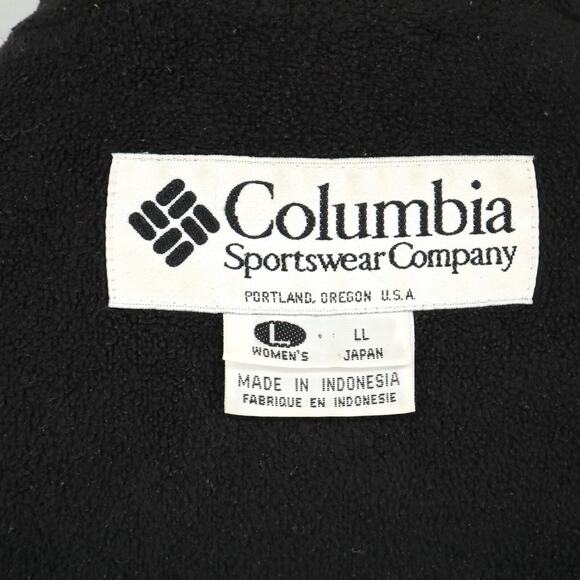 Columbia
Sportswear Company
PORTLAND, OREGON U.S.A.
L LL
WOMEN'S JAPAN
MADE IN INDONESIA
FABRIQUE EN INDONESIE